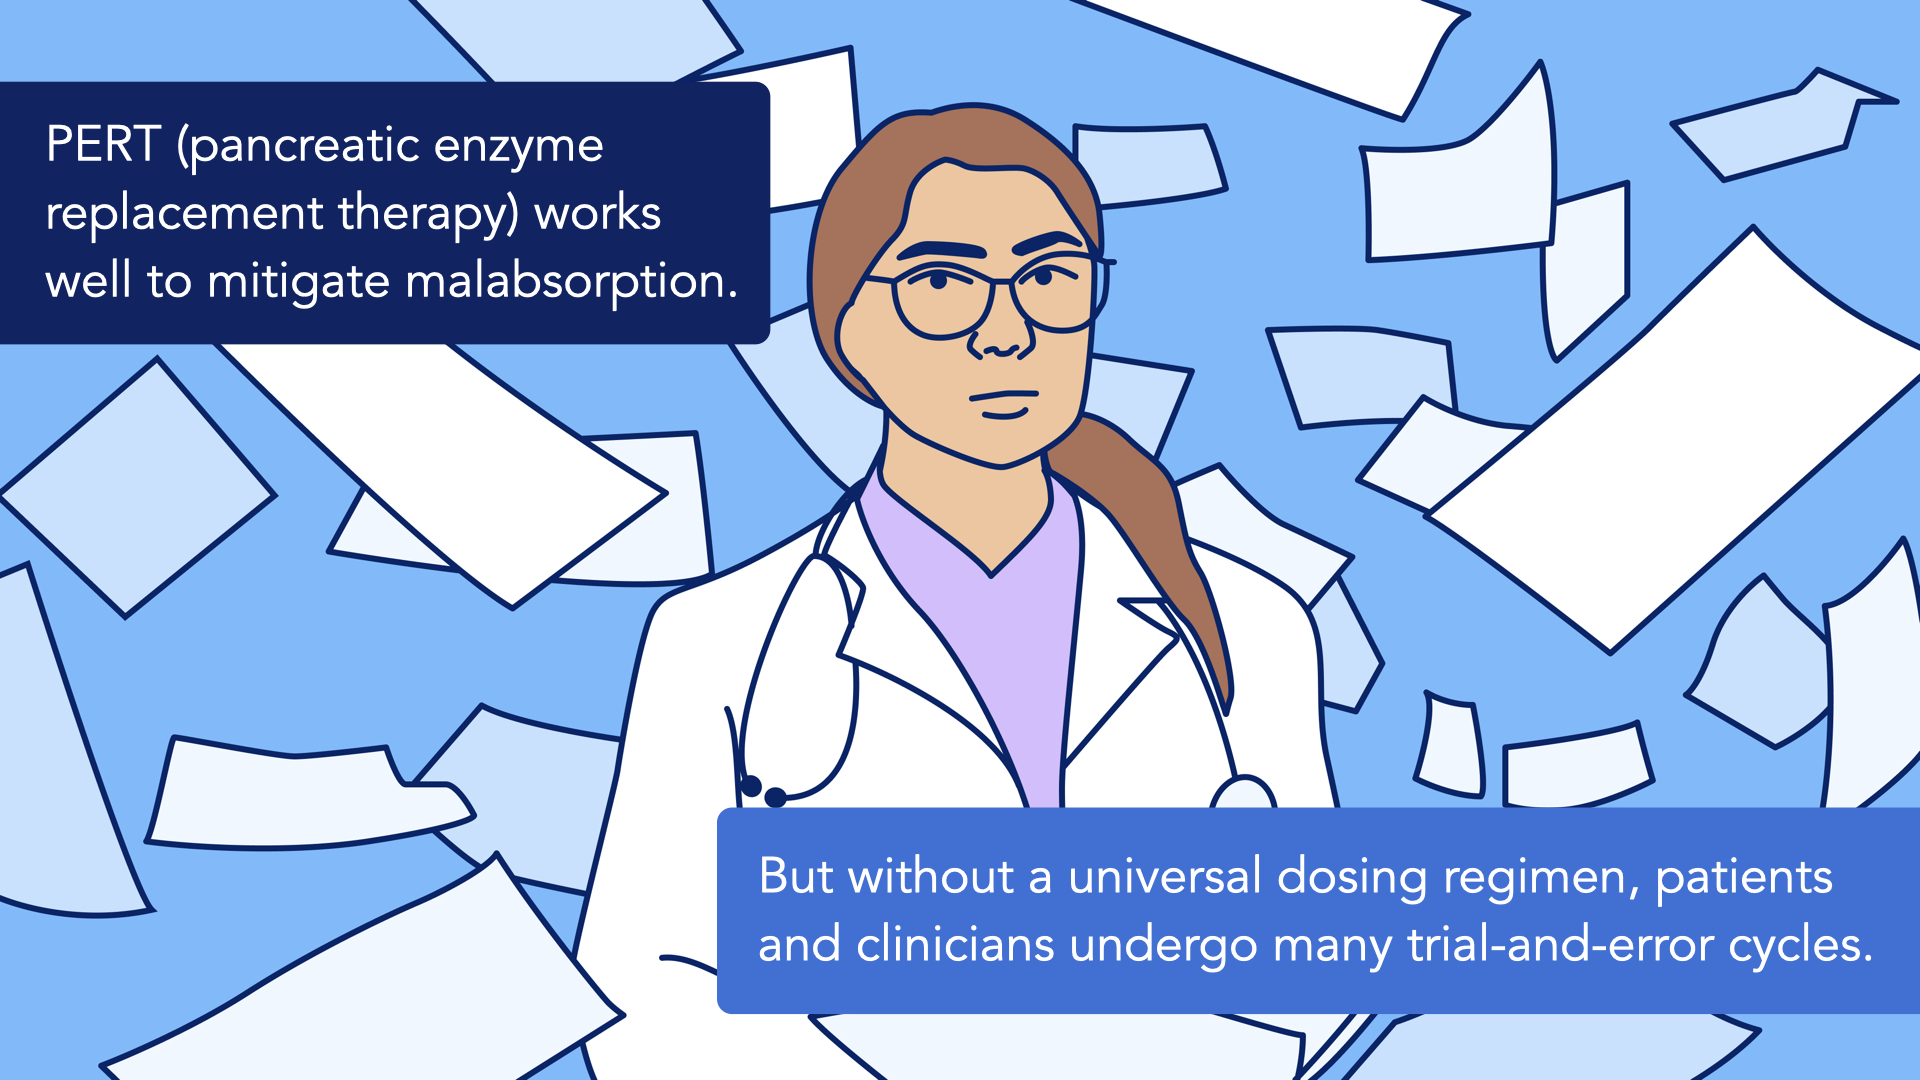 PERT (pancreatic enzyme
replacement therapy) works
well to mitigate malabsorption.
But without a universal dosing regimen, patients
and clinicians undergo many trial-and-error cycles.